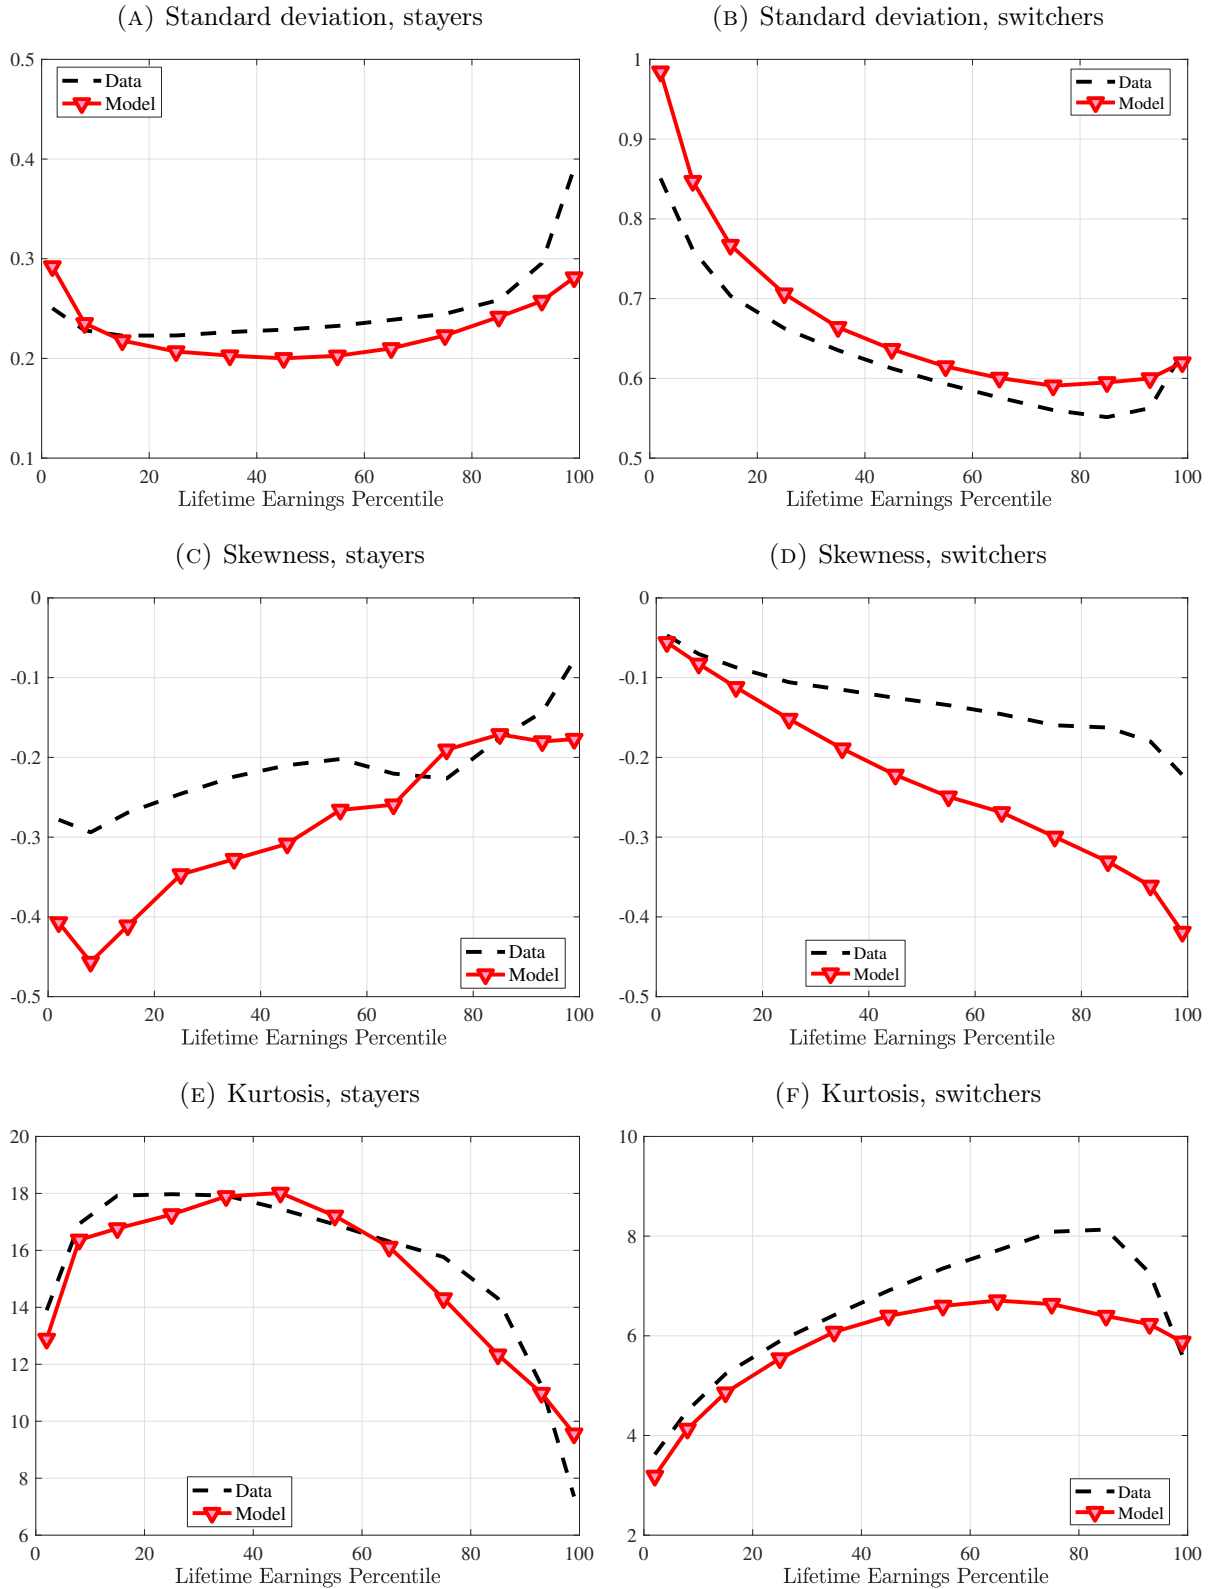 (A) Standard deviation, stayers
0.5
0.4
0.3
0.2
0.1
Data
Model
0 20 40 60 80 100
Lifetime Earnings Percentile
(B) Standard deviation, switchers
1
0.9
0.8
0.7
0.6
0.5
Data
Model
0 20 40 60 80 100
Lifetime Earnings Percentile
(C) Skewness, stayers
0
-0.1
-0.2
-0.3
-0.4
-0.5
Data
Model
0 20 40 60 80 100
Lifetime Earnings Percentile
(D) Skewness, switchers
0
-0.1
-0.2
-0.3
-0.4
-0.5
Data
Model
0 20 40 60 80 100
Lifetime Earnings Percentile
(E) Kurtosis, stayers
20
18
16
14
12
10
8
6
Data
Model
0 20 40 60 80 100
Lifetime Earnings Percentile
(F) Kurtosis, switchers
10
8
6
4
2
Data
Model
0 20 40 60 80 100
Lifetime Earnings Percentile